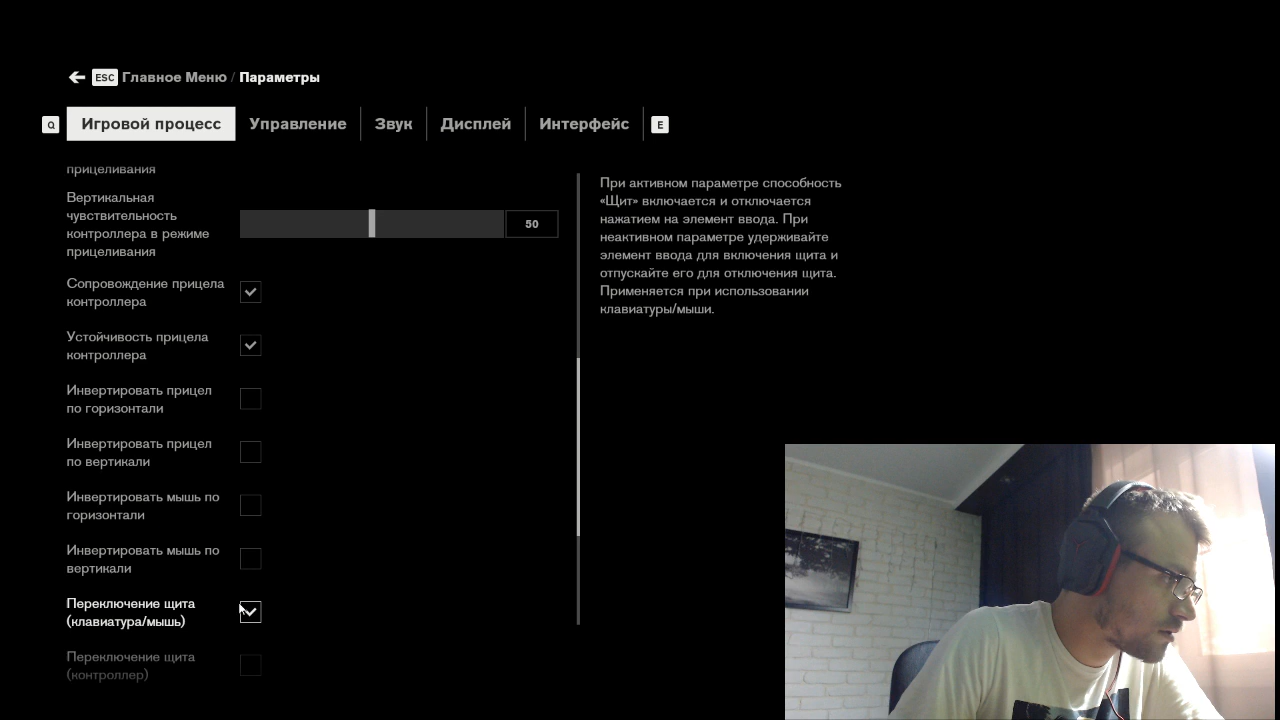 ESC Главное Меню / Параметры
Q Игровой процесс Управление Звук Дисплей Интерфейс E
прицеливания
Вертикальная
чувствительность
контроллера в режиме
прицеливания
50
Сопровождение прицела
контроллера
Устойчивость прицела
контроллера
Инвертировать прицел
по горизонтали
Инвертировать прицел
по вертикали
Инвертировать мышь по
горизонтали
Инвертировать мышь по
вертикали
Переключение щита
(клавиатура/мышь)
Переключение щита
(контроллер)
При активном параметре способность
«Щит» включается и отключается
нажатием на элемент ввода. При
неактивном параметре удерживайте
элемент ввода для включения щита и
отпускайте его для отключения щита.
Применяется при использовании
клавиатуры/мыши.